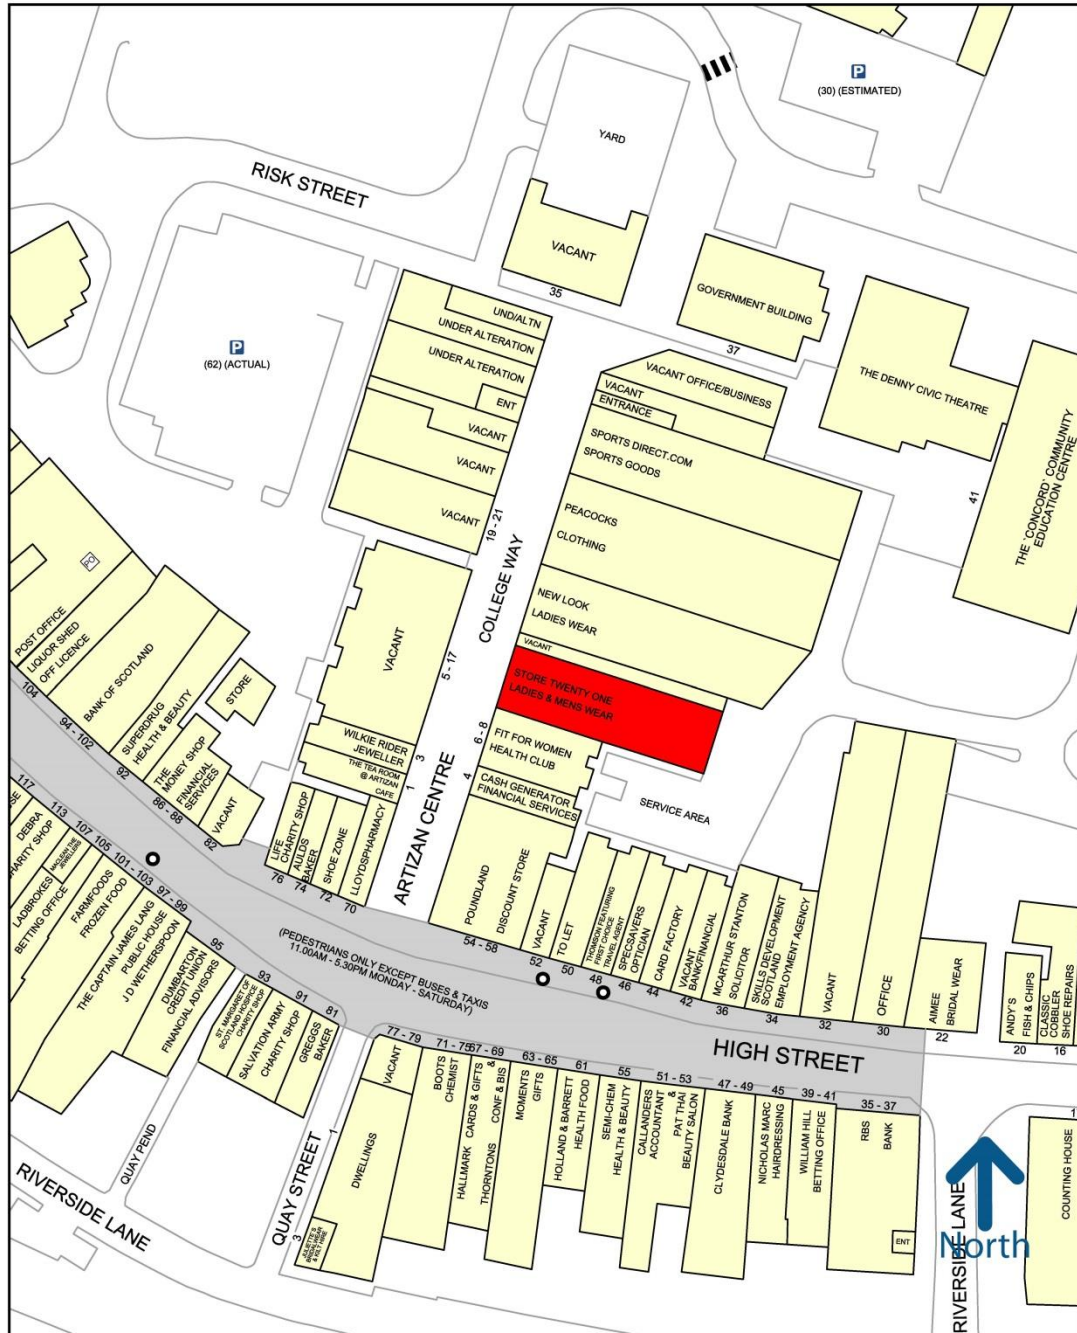 P
(30) (ESTIMATED)
YARD
RISK STREET
VACANT
35
GOVERNMENT BUILDING
37
P
(62) (ACTUAL)
THE DENNY CIVIC THEATRE
THE 'CONCORD' COMMUNITY
EDUCATION CENTRE
41
UND/ALTN
UNDER ALTERATION
UNDER ALTERATION
ENT
VACANT
VACANT
VACANT
19 - 21
VACANT OFFICE/BUSINESS
VACANT
ENTRANCE
SPORTS DIRECT.COM
SPORTS GOODS
PEACOCKS
CLOTHING
NEW LOOK
LADIES WEAR
VACANT
STORE TWENTY ONE
LADIES & MENS WEAR
6 - 8
FIT FOR WOMEN
HEALTH CLUB
4
CASH GENERATOR
FINANCIAL SERVICES
SERVICE AREA
COLLEGE WAY
5 - 17
VACANT
WILKIE RIDER
JEWELLER
3
THE TEA ROOM
@ ARTIZAN
CAFE
1
ARTIZAN CENTRE
PO
POST OFFICE
LIQUOR SHED
OFF LICENCE
104
BANK OF SCOTLAND
94 - 102
SUPERDRUG
HEALTH & BEAUTY
92
THE
MONEY SHOP
FINANCIAL
SERVICES
86 - 88
VACANT
82
STORE
LIFE
CHARITY SHOP
76
AULDS
BAKER
74
SHOE ZONE
72
LLOYDSPHARMACY
70
POUNDLAND
DISCOUNT STORE
54 - 58
VACANT
52
TO LET
50
THOMSON FEATURING
FIRST CHOICE
TRAVEL AGENT
48
SPECSAVERS
OPTICIAN
46
CARD FACTORY
44
VACANT
BANK/FINANCIAL
42
MCARTHUR STANTON
SOLICITOR
36
SKILLS DEVELOPMENT
SCOTLAND
EMPLOYMENT AGENCY
34
VACANT
32
OFFICE
30
AIMEE
BRIDAL WEAR
22
ANDY'S
FISH & CHIPS
20
CLASSIC
COBBLER
SHOE REPAIRS
16
(PEDESTRIANS ONLY EXCEPT BUSES & TAXIS
11.00AM - 5.30PM MONDAY - SATURDAY)
HIGH STREET
117
DEBRA
CHARITY SHOP
113
LADBROKES
BETTING OFFICE
107
MACLEAN THE
JEWELLERS
105
FARMFOODS
FROZEN FOOD
101 - 103
THE CAPTAIN JAMES LANG
PUBLIC HOUSE
J D WETHERSPOON
97 - 99
DUMBARTON
CREDIT UNION
FINANCIAL ADVISORS
95
ST. MARGARET OF
SCOTLAND HOSPICE
CHARITY SHOP
93
SALVATION ARMY
CHARITY SHOP
91
GREGGS
BAKER
81
77 - 79
VACANT
DWELLINGS
1
3
JULIETTE'S
BRIDE WEAR
& KILT HIRE
BOOTS
CHEMIST
71 - 75
HALLMARK CARDS & GIFTS
&
THORNTONS CONF & BIS
67 - 69
MOMENTS
GIFTS
63 - 65
HOLLAND & BARRETT
HEALTH FOOD
61
SEMI-CHEM
HEALTH & BEAUTY
55
CALLANDERS
ACCOUNTANT
&
PAT THAI
BEAUTY SALON
51 - 53
CLYDESDALE BANK
47 - 49
NICHOLAS MARC
HAIRDRESSING
45
WILLIAM HILL
BETTING OFFICE
39 - 41
RBS
BANK
35 - 37
ENT
COUNTING HOUSE
QUAY PEND
QUAY STREET
RIVERSIDE LANE
RIVERSIDE LANE
North